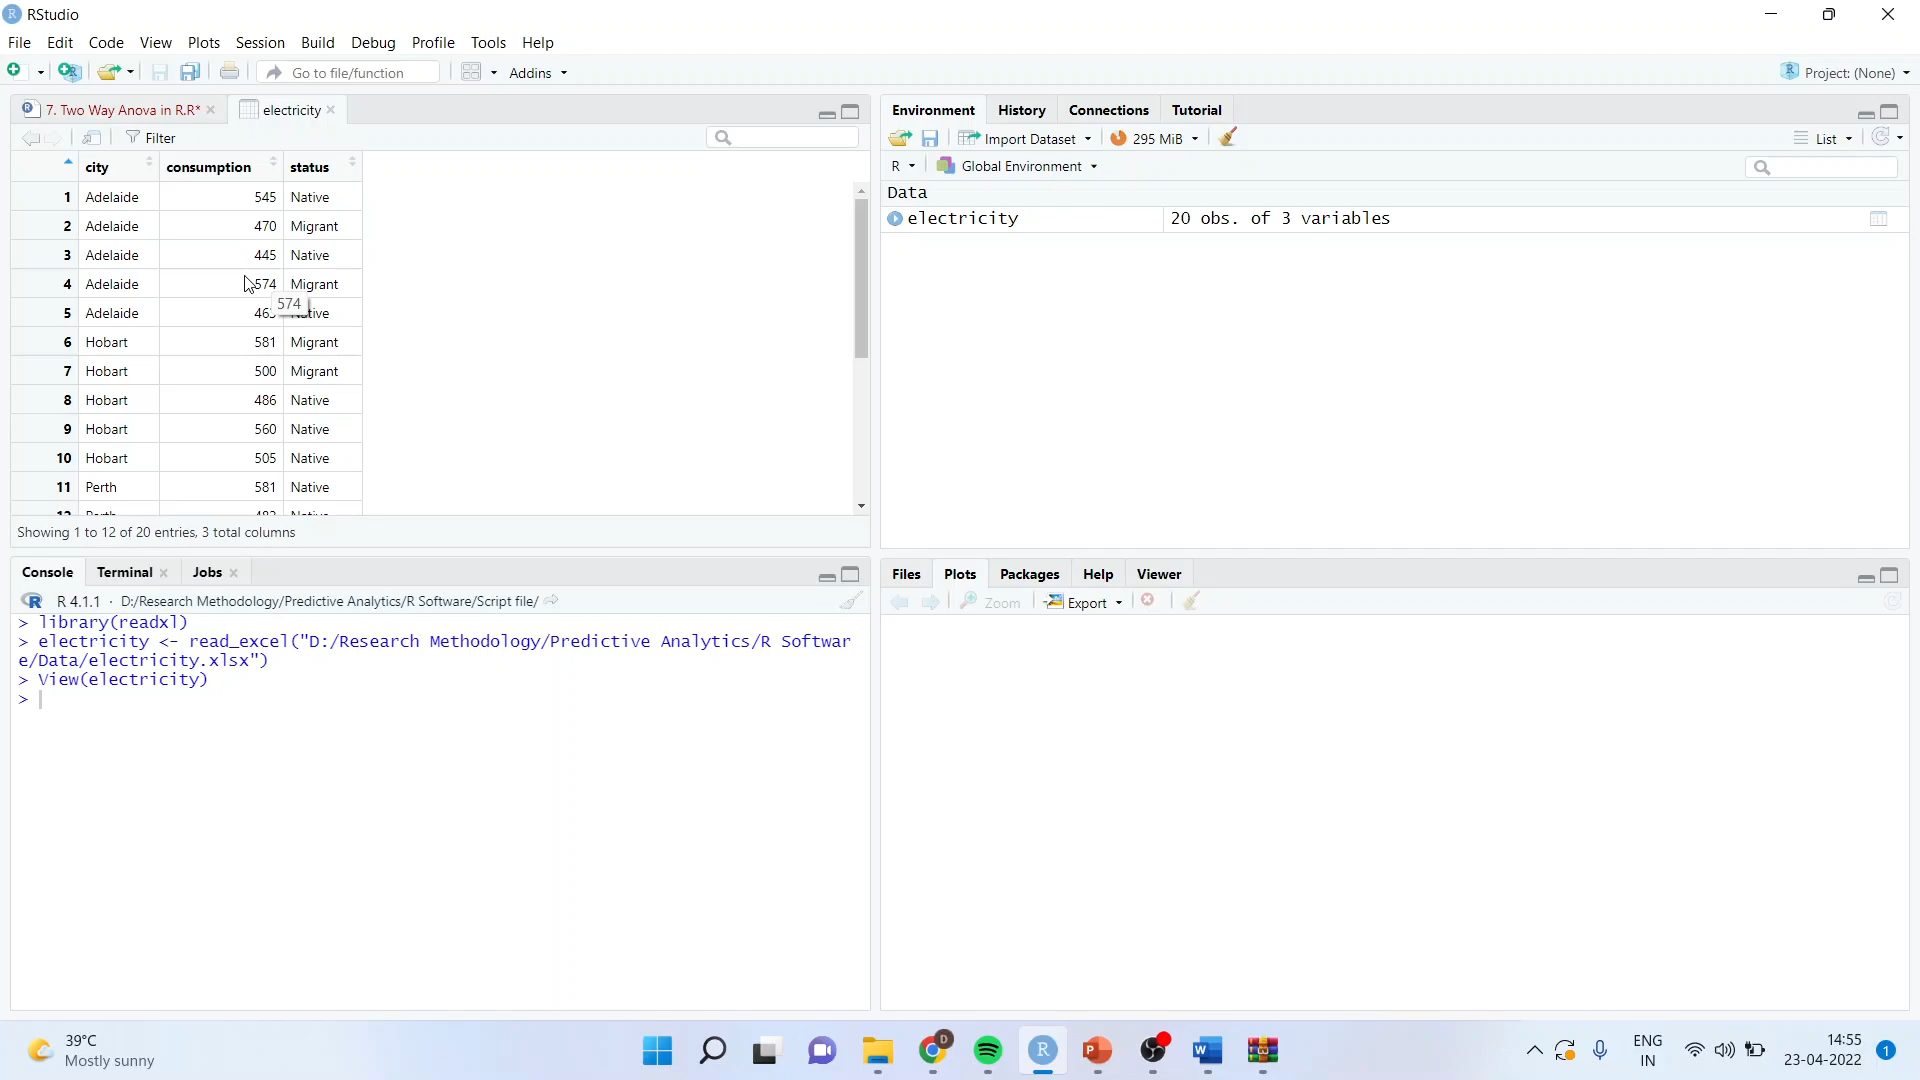 RStudio
File Edit Code View Plots Session Build Debug Profile Tools Help
Go to file/function Addins Project: (None)
7. Two Way Anova in R.R* electricity
Filter
city consumption status
1 Adelaide 545 Native
2 Adelaide 470 Migrant
3 Adelaide 445 Native
4 Adelaide 574 Migrant
574
5 Adelaide
6 Hobart 581 Migrant
7 Hobart 500 Migrant
8 Hobart 486 Native
9 Hobart 560 Native
10 Hobart 505 Native
11 Perth 581 Native
Showing 1 to 12 of 20 entries, 3 total columns
Environment History Connections Tutorial
Import Dataset 295 MiB List
R Global Environment
Data
electricity 20 obs. of 3 variables
Console Terminal Jobs
R 4.1.1 · D:/Research Methodology/Predictive Analytics/R Software/Script file/
> library(readxl)
> electricity <- read_excel("D:/Research Methodology/Predictive Analytics/R Softwar
e/Data/electricity.xlsx")
> View(electricity)
>
Files Plots Packages Help Viewer
Zoom Export
39°C
Mostly sunny
ENG
IN
14:55
23-04-2022
1